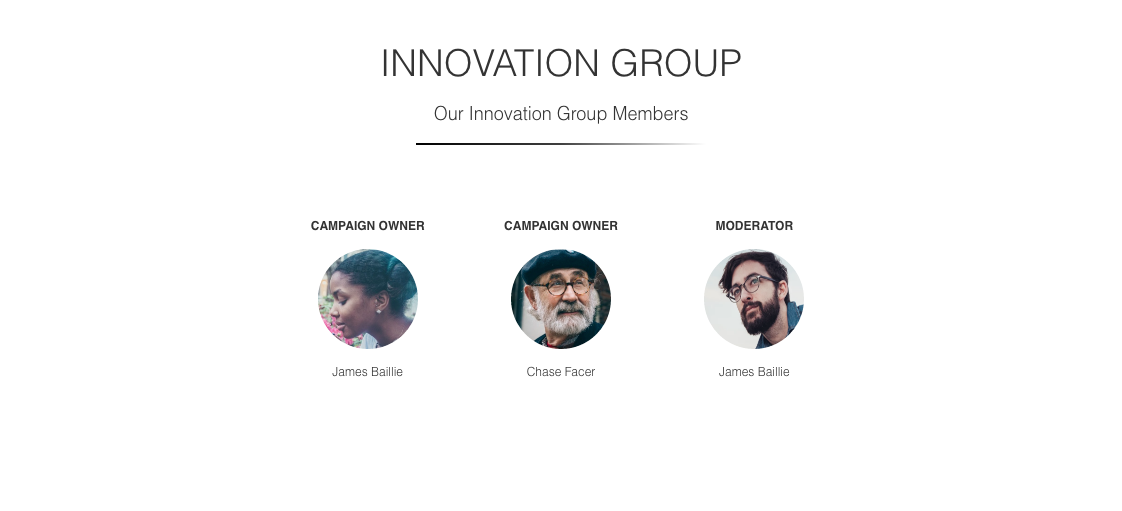 INNOVATION GROUP
Our Innovation Group Members
CAMPAIGN OWNER
CAMPAIGN OWNER
MODERATOR
James Baillie
Chase Facer
James Baillie